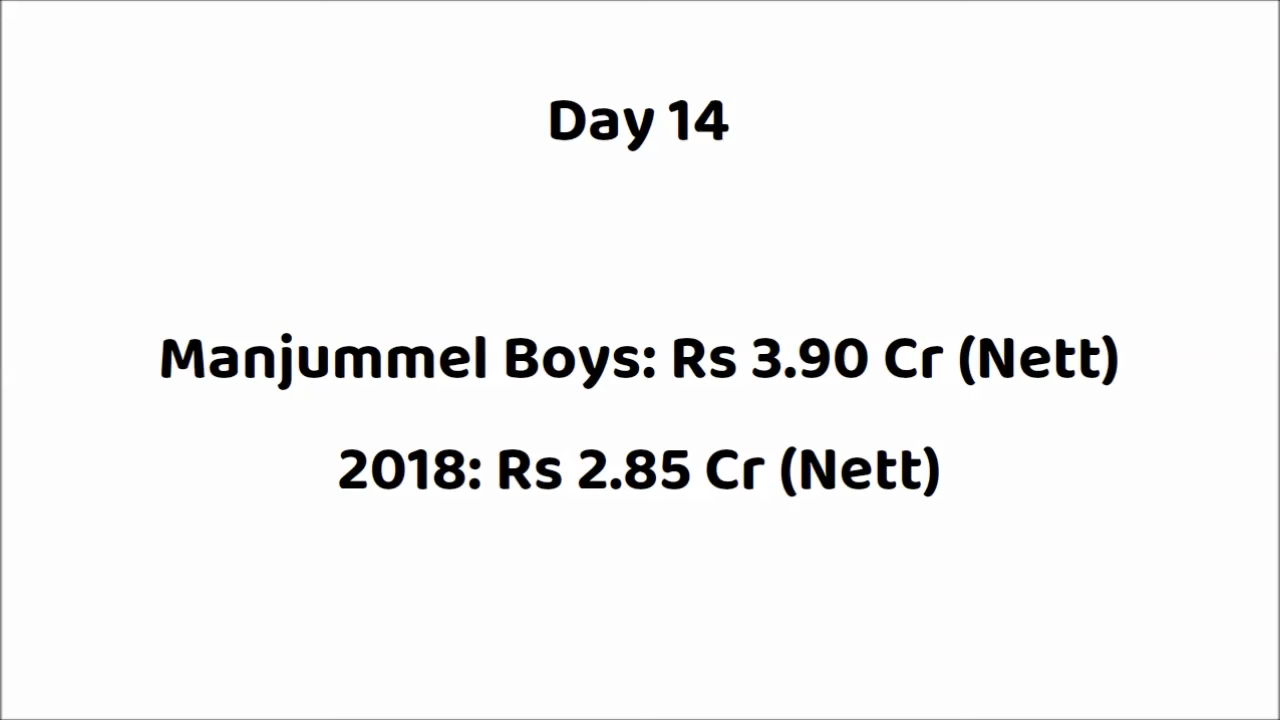 Day 14
Manjummel Boys: Rs 3.90 Cr (Nett)
2018: Rs 2.85 Cr (Nett)